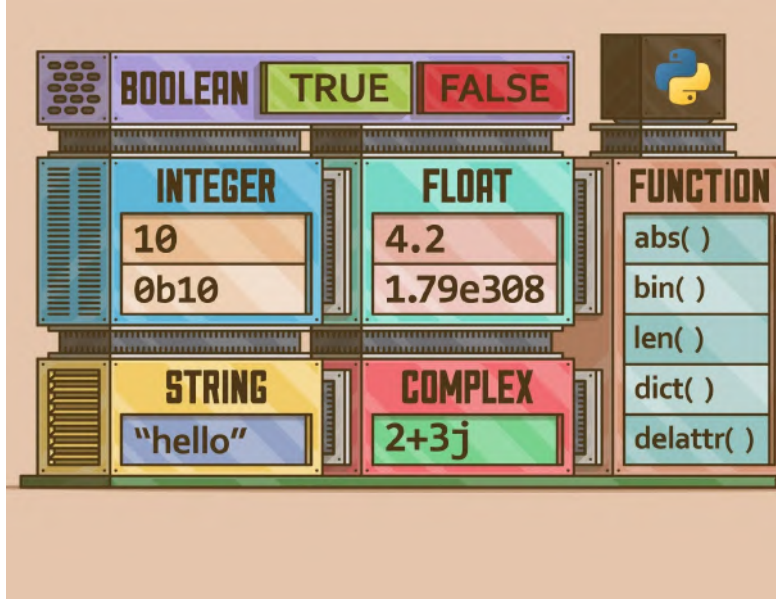 BOOLEAN TRUE FALSE
INTEGER
10
0b10
FLOAT
4.2
1.79e308
STRING
“hello”
COMPLEX
2+3j
FUNCTION
abs( )
bin( )
len( )
dict( )
delattr( )